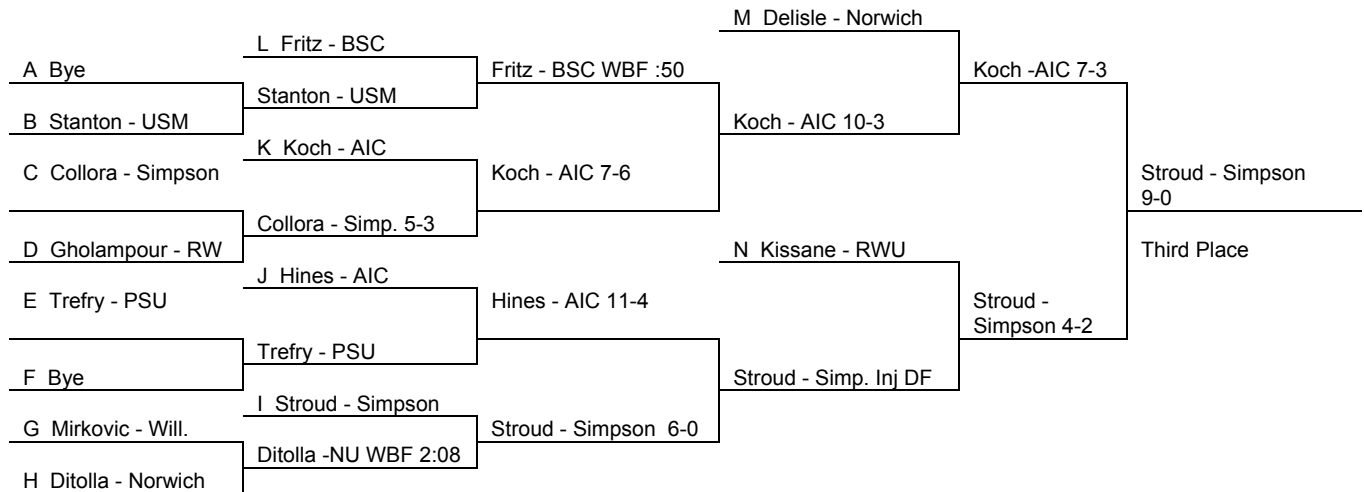 M Delisle - Norwich
L Fritz - BSC
A Bye
Fritz - BSC WBF :50
Koch -AIC 7-3
Stanton - USM
B Stanton - USM
Koch - AIC 10-3
K Koch - AIC
C Collora - Simpson
Koch - AIC 7-6
Stroud - Simpson
9-0
Collora - Simp. 5-3
D Gholampour - RW
N Kissane - RWU
Third Place
J Hines - AIC
E Trefry - PSU
Hines - AIC 11-4
Stroud -
Simpson 4-2
Trefry - PSU
F Bye
Stroud - Simp. Inj DF
I Stroud - Simpson
G Mirkovic - Will.
Stroud - Simpson 6-0
Ditolla -NU WBF 2:08
H Ditolla - Norwich